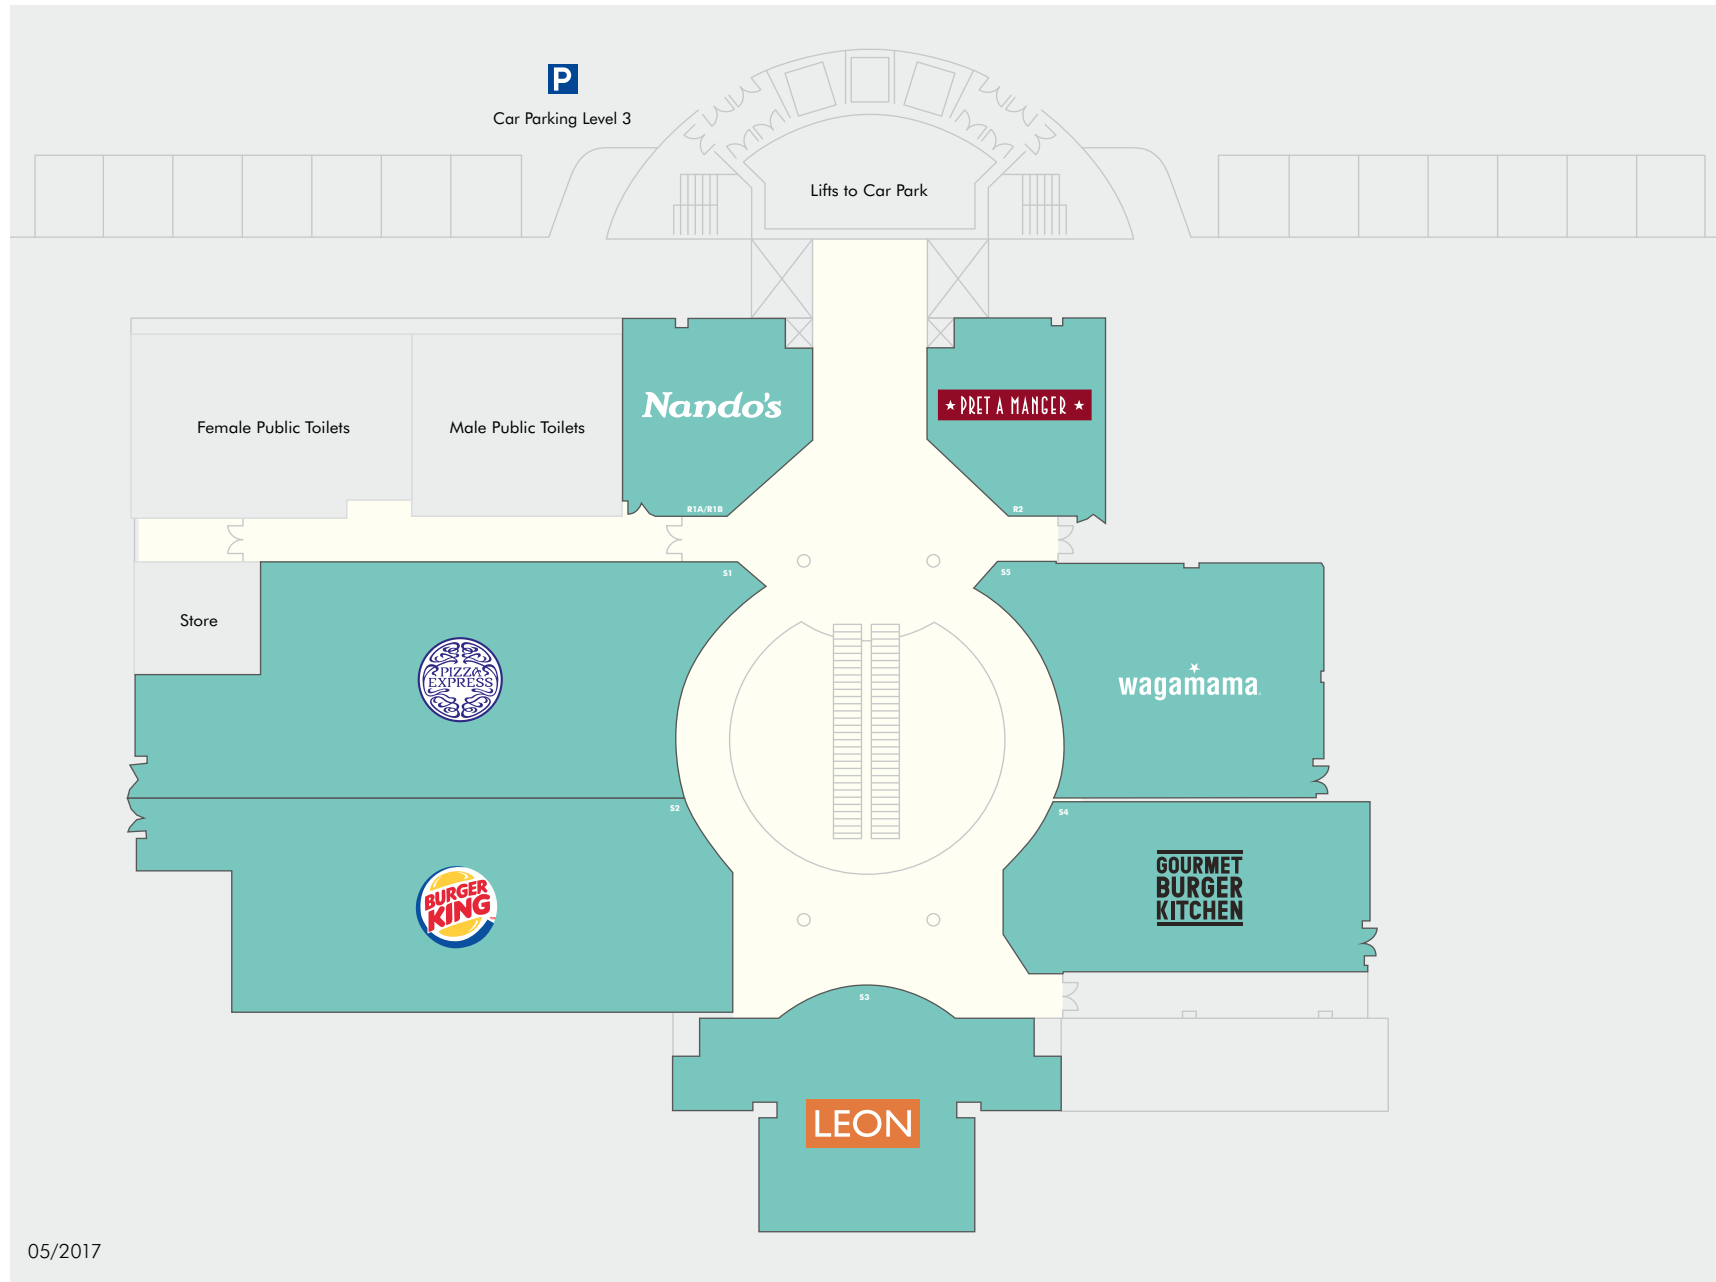 P
Car Parking Level 3
Lifts to Car Park
Nando's
★ PRET A MANGER ★
Female Public Toilets
Male Public Toilets
R1A/R1B
R2
S1
S5
Store
PIZZA
EXPRESS
wagamama
S2
S4
BURGER
KING
GOURMET
BURGER
KITCHEN
S3
LEON
05/2017